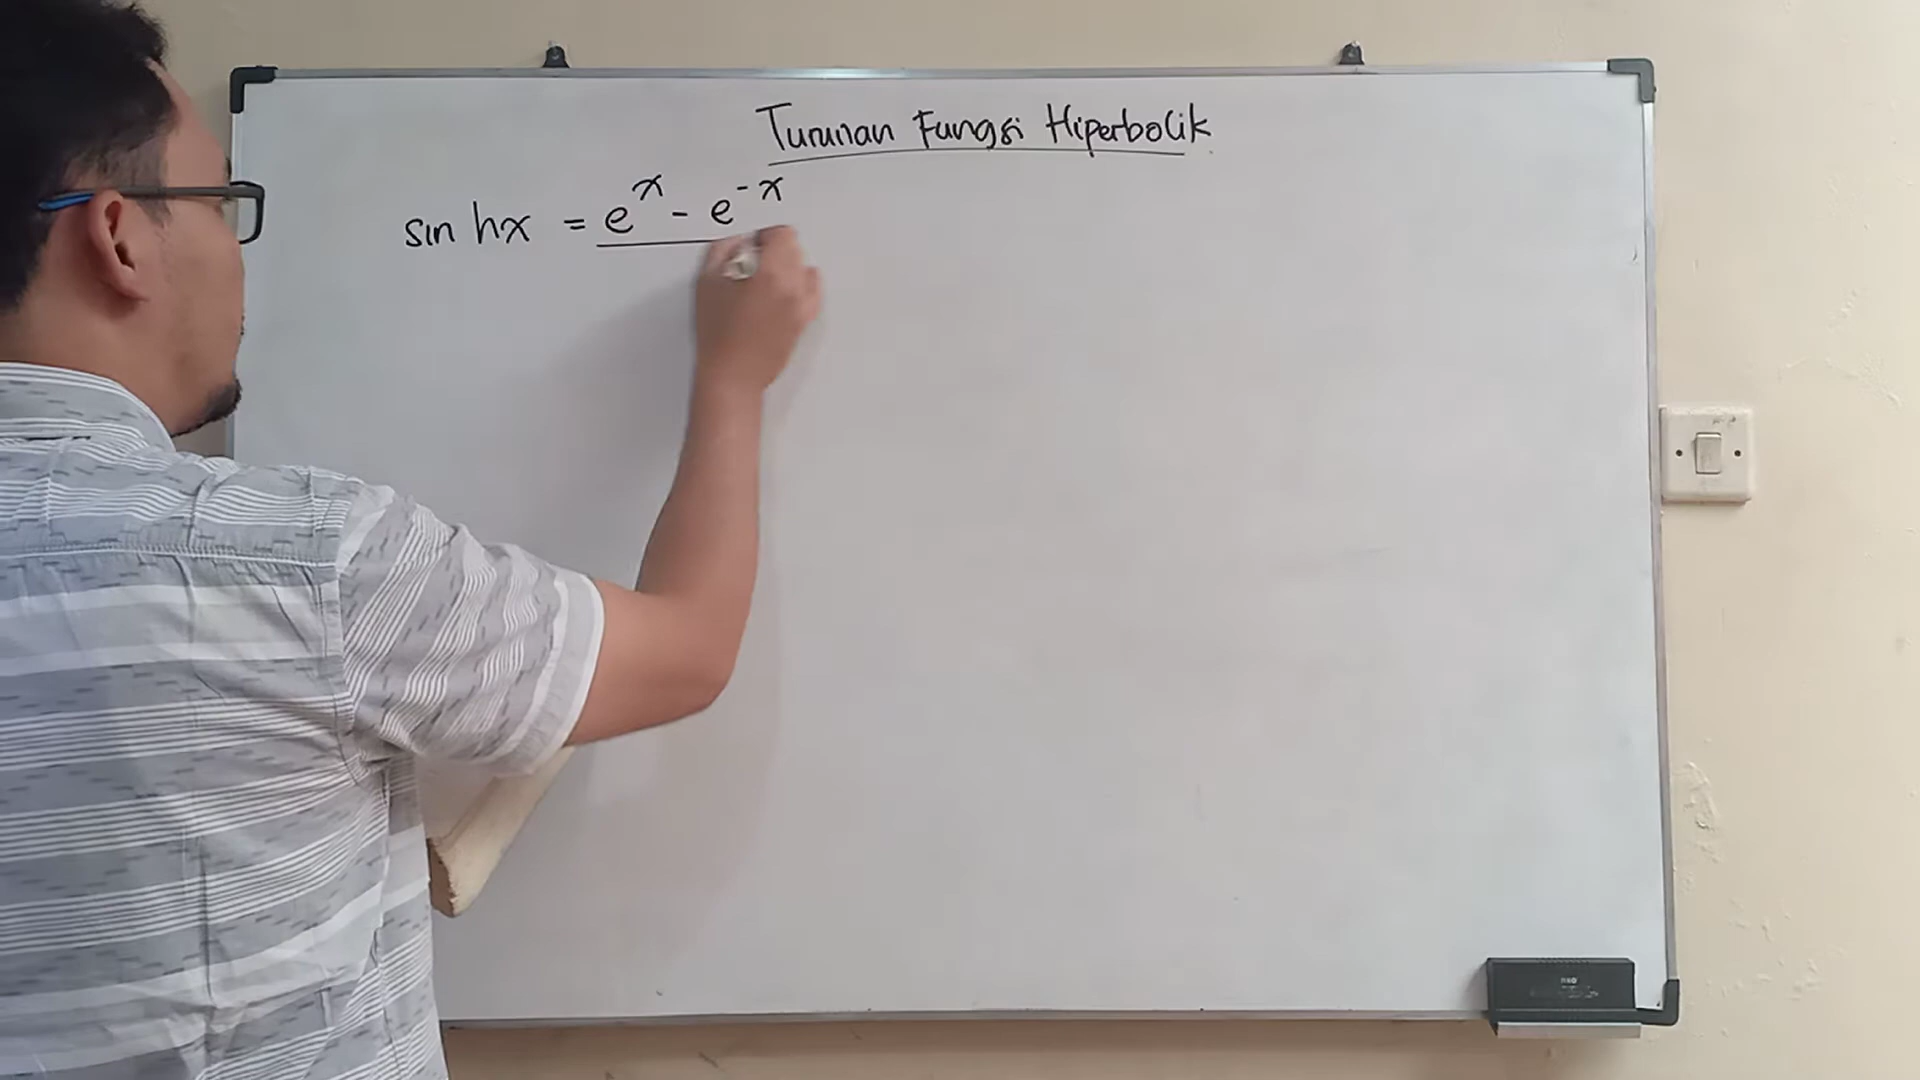 Turunan Fungsi Hiperbolik
sin hx = e^x - e^-x